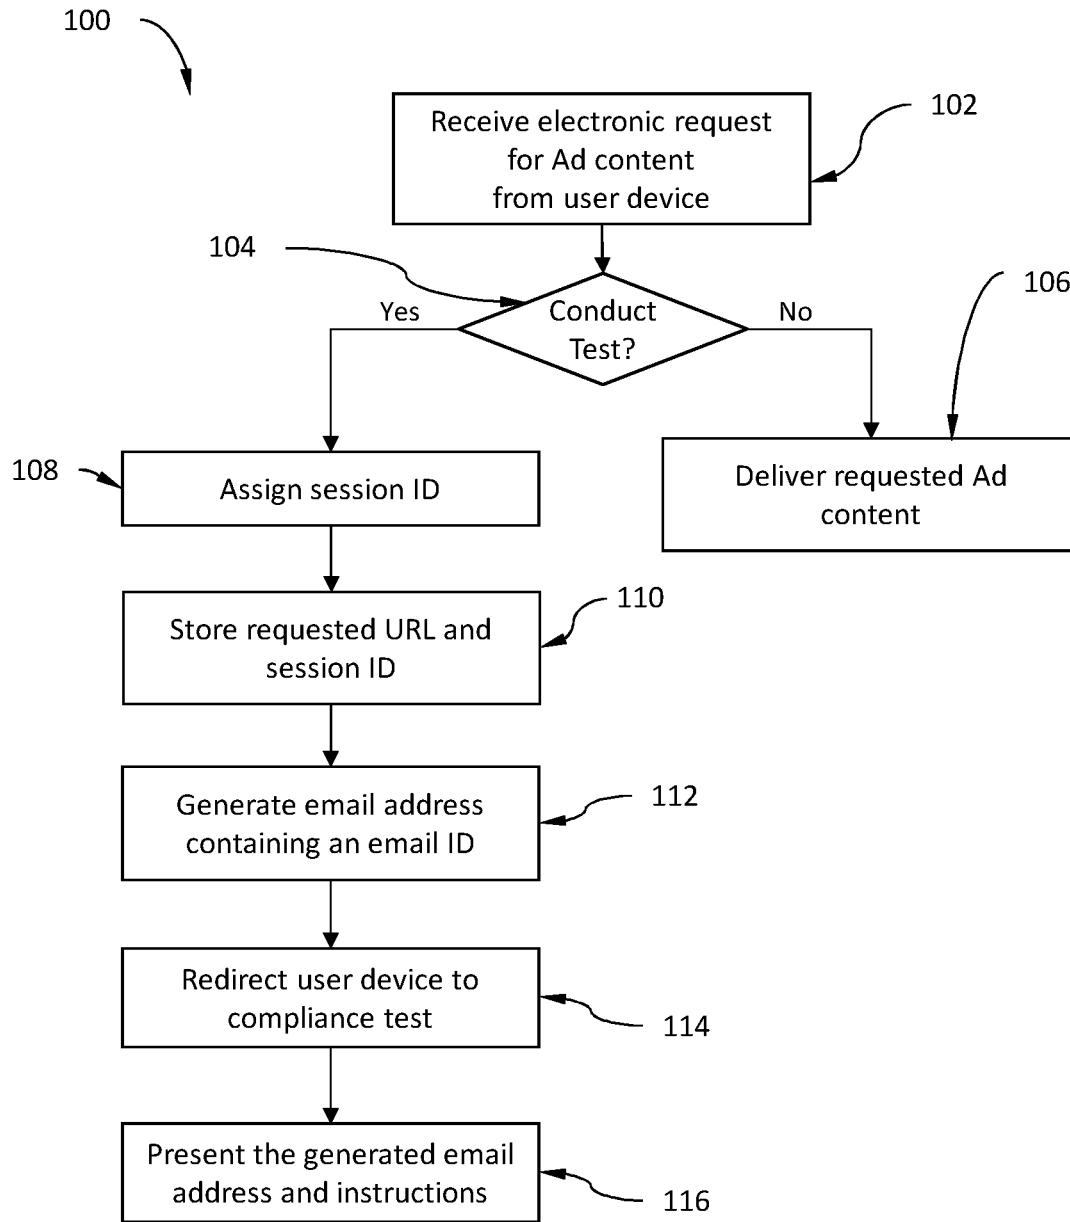 100
Receive electronic request
for Ad content
from user device
102
104
Conduct
Test?
Yes
No
106
108
Assign session ID
Deliver requested Ad
content
Store requested URL and
session ID
110
Generate email address
containing an email ID
112
Redirect user device to
compliance test
114
Present the generated email
address and instructions
116